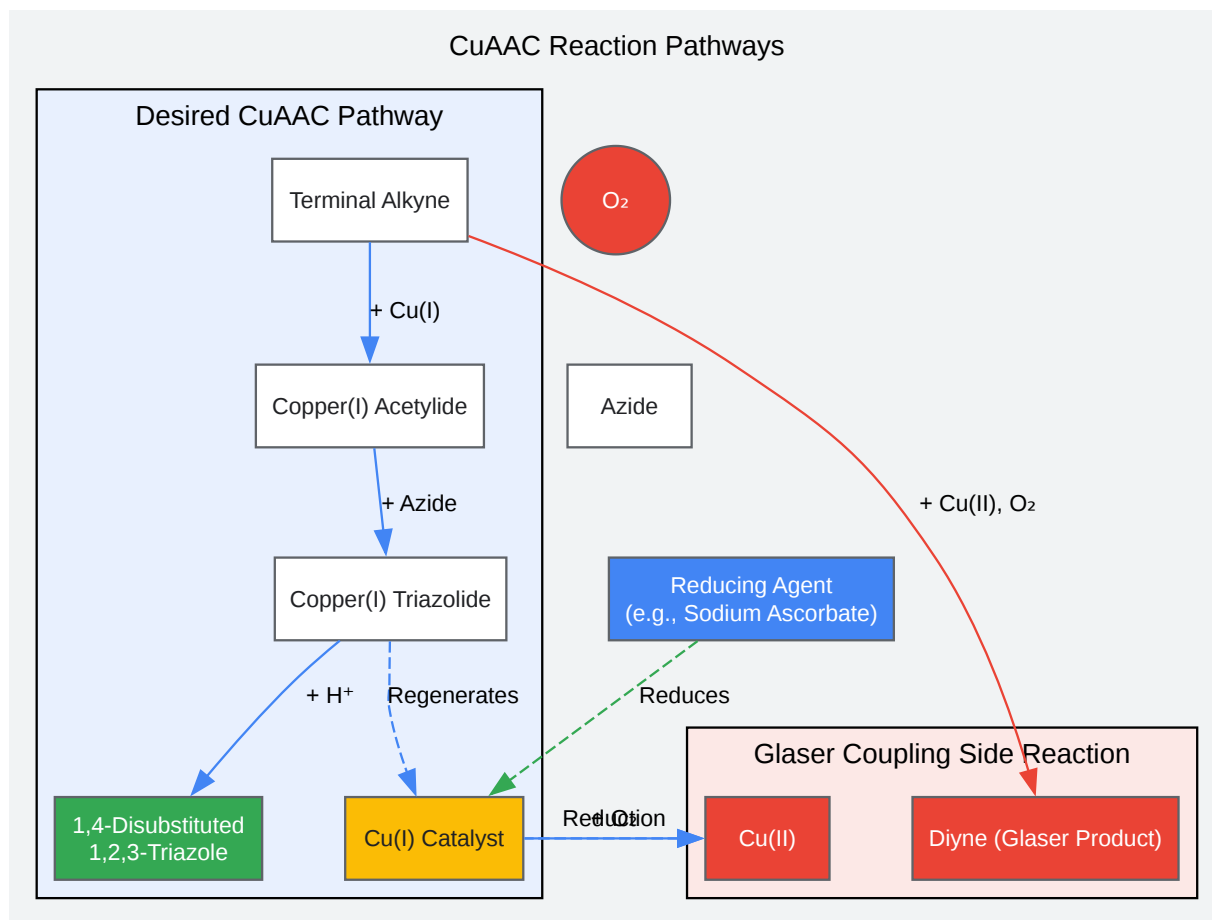 CuAAC Reaction Pathways
Desired CuAAC Pathway
Terminal Alkyne
O₂
+ Cu(I)
Copper(I) Acetylide
Azide
+ Azide
+ Cu(II), O₂
Copper(I) Triazolide
Reducing Agent
(e.g., Sodium Ascorbate)
+ H⁺
Regenerates
Reduces
Glaser Coupling Side Reaction
1,4-Disubstituted
1,2,3-Triazole
Cu(I) Catalyst
Reduction
+ O₂
Cu(II)
Diyne (Glaser Product)